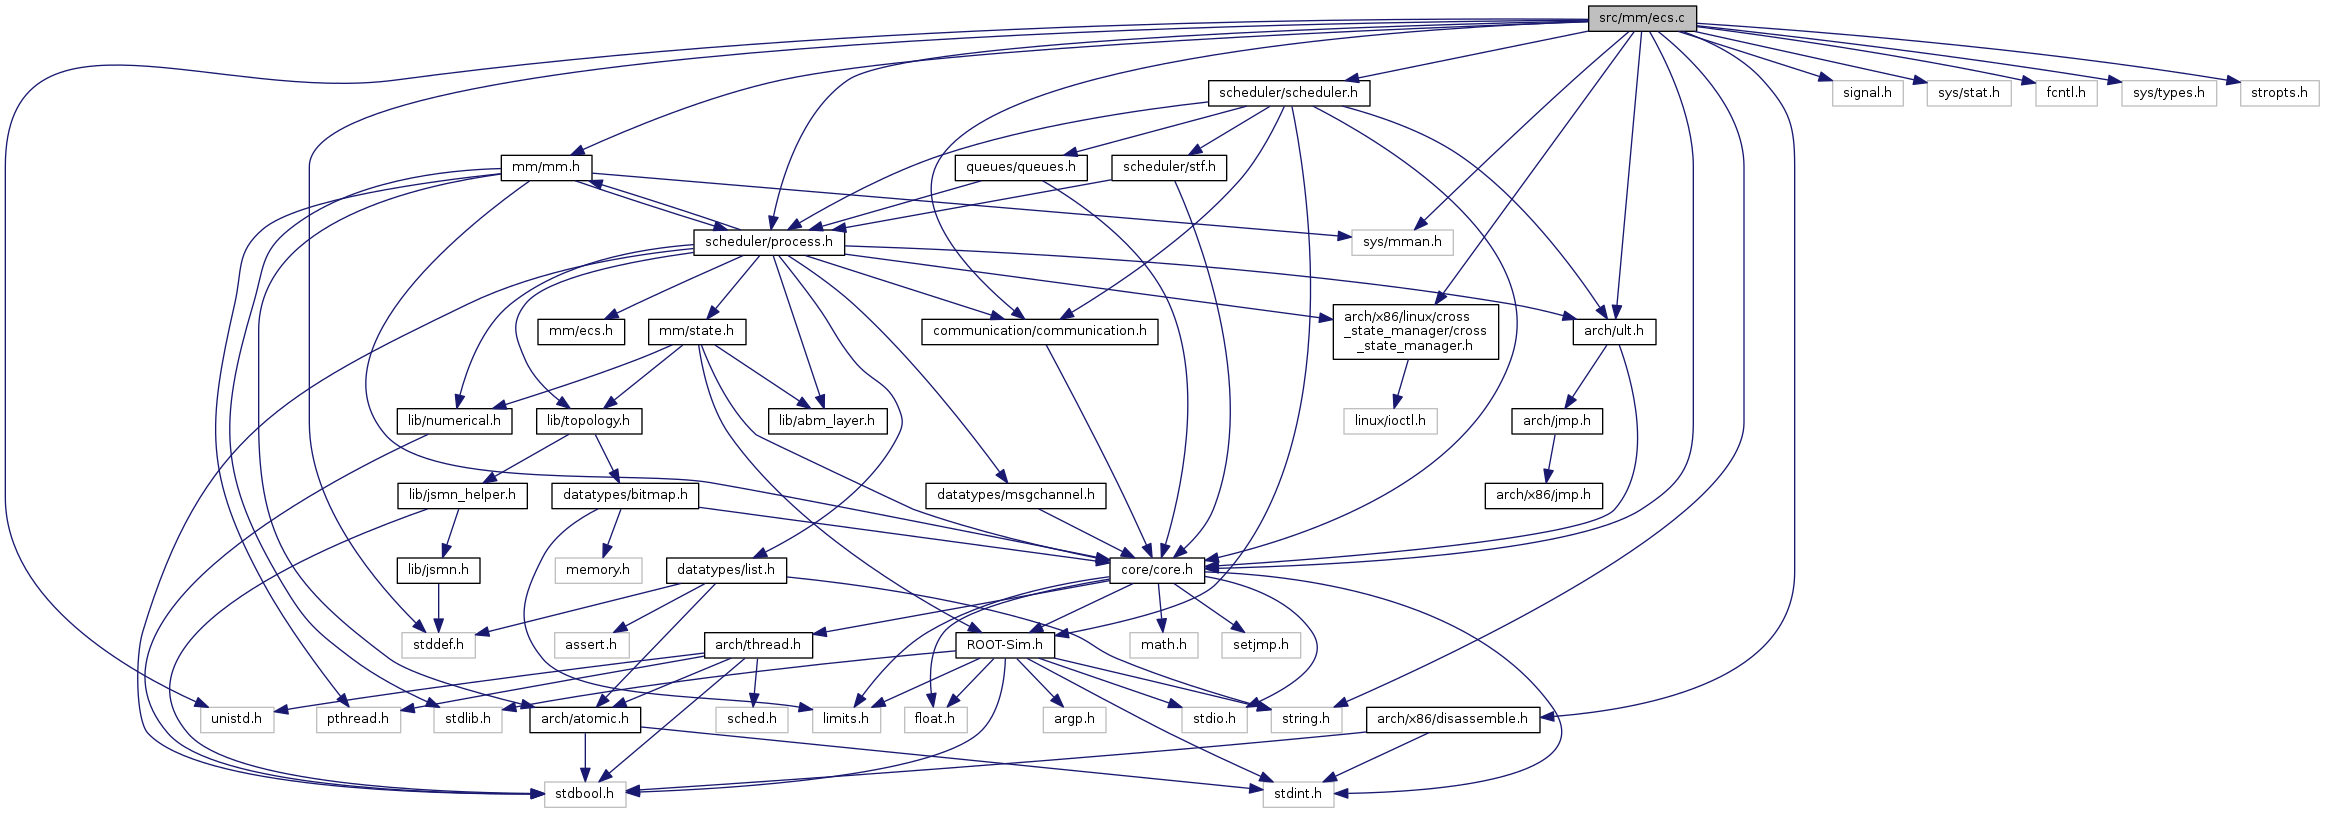 src/mm/ecs.c
scheduler/scheduler.h
signal.h
sys/stat.h
fcntl.h
sys/types.h
stropts.h
mm/mm.h
queues/queues.h
scheduler/stf.h
scheduler/process.h
sys/mman.h
mm/ecs.h
mm/state.h
communication/communication.h
arch/x86/linux/cross
_state_manager/cross
_state_manager.h
arch/ult.h
lib/numerical.h
lib/topology.h
lib/abm_layer.h
linux/ioctl.h
arch/jmp.h
lib/jsmn_helper.h
datatypes/bitmap.h
datatypes/msgchannel.h
arch/x86/jmp.h
lib/jsmn.h
memory.h
datatypes/list.h
core/core.h
stddef.h
assert.h
arch/thread.h
ROOT-Sim.h
math.h
setjmp.h
unistd.h
pthread.h
stdlib.h
arch/atomic.h
sched.h
limits.h
float.h
argp.h
stdio.h
string.h
arch/x86/disassemble.h
stdbool.h
stdint.h